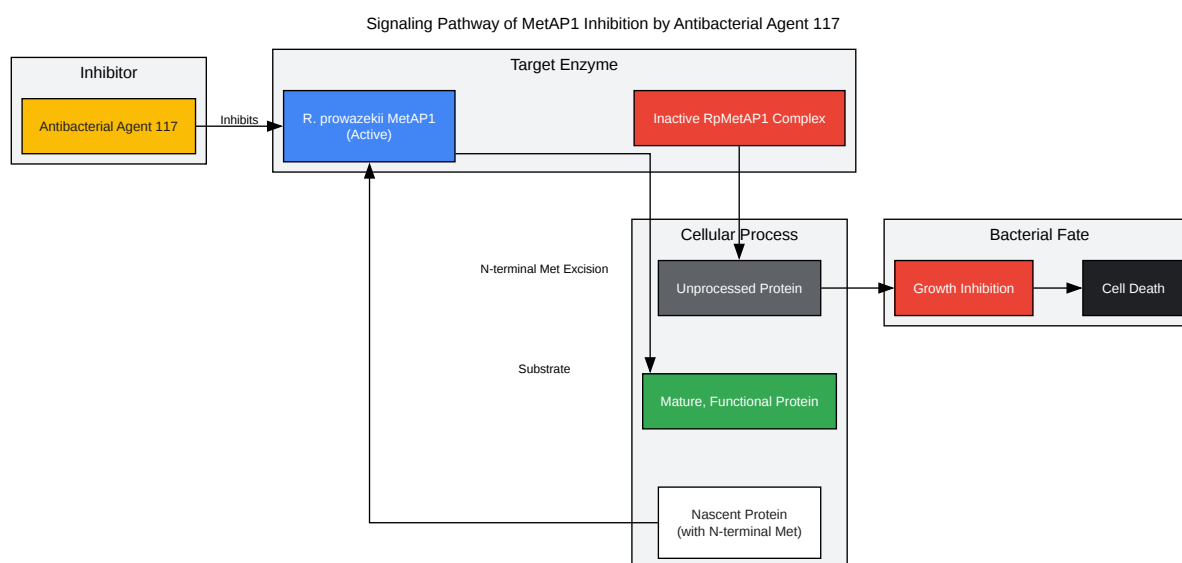 Signaling Pathway of MetAP1 Inhibition by Antibacterial Agent 117
Inhibitor
Antibacterial Agent 117
Inhibits
Target Enzyme
R. prowazekii MetAP1
(Active)
Inactive RpMetAP1 Complex
Cellular Process
N-terminal Met Excision
Unprocessed Protein
Substrate
Mature, Functional Protein
Nascent Protein
(with N-terminal Met)
Bacterial Fate
Growth Inhibition
Cell Death